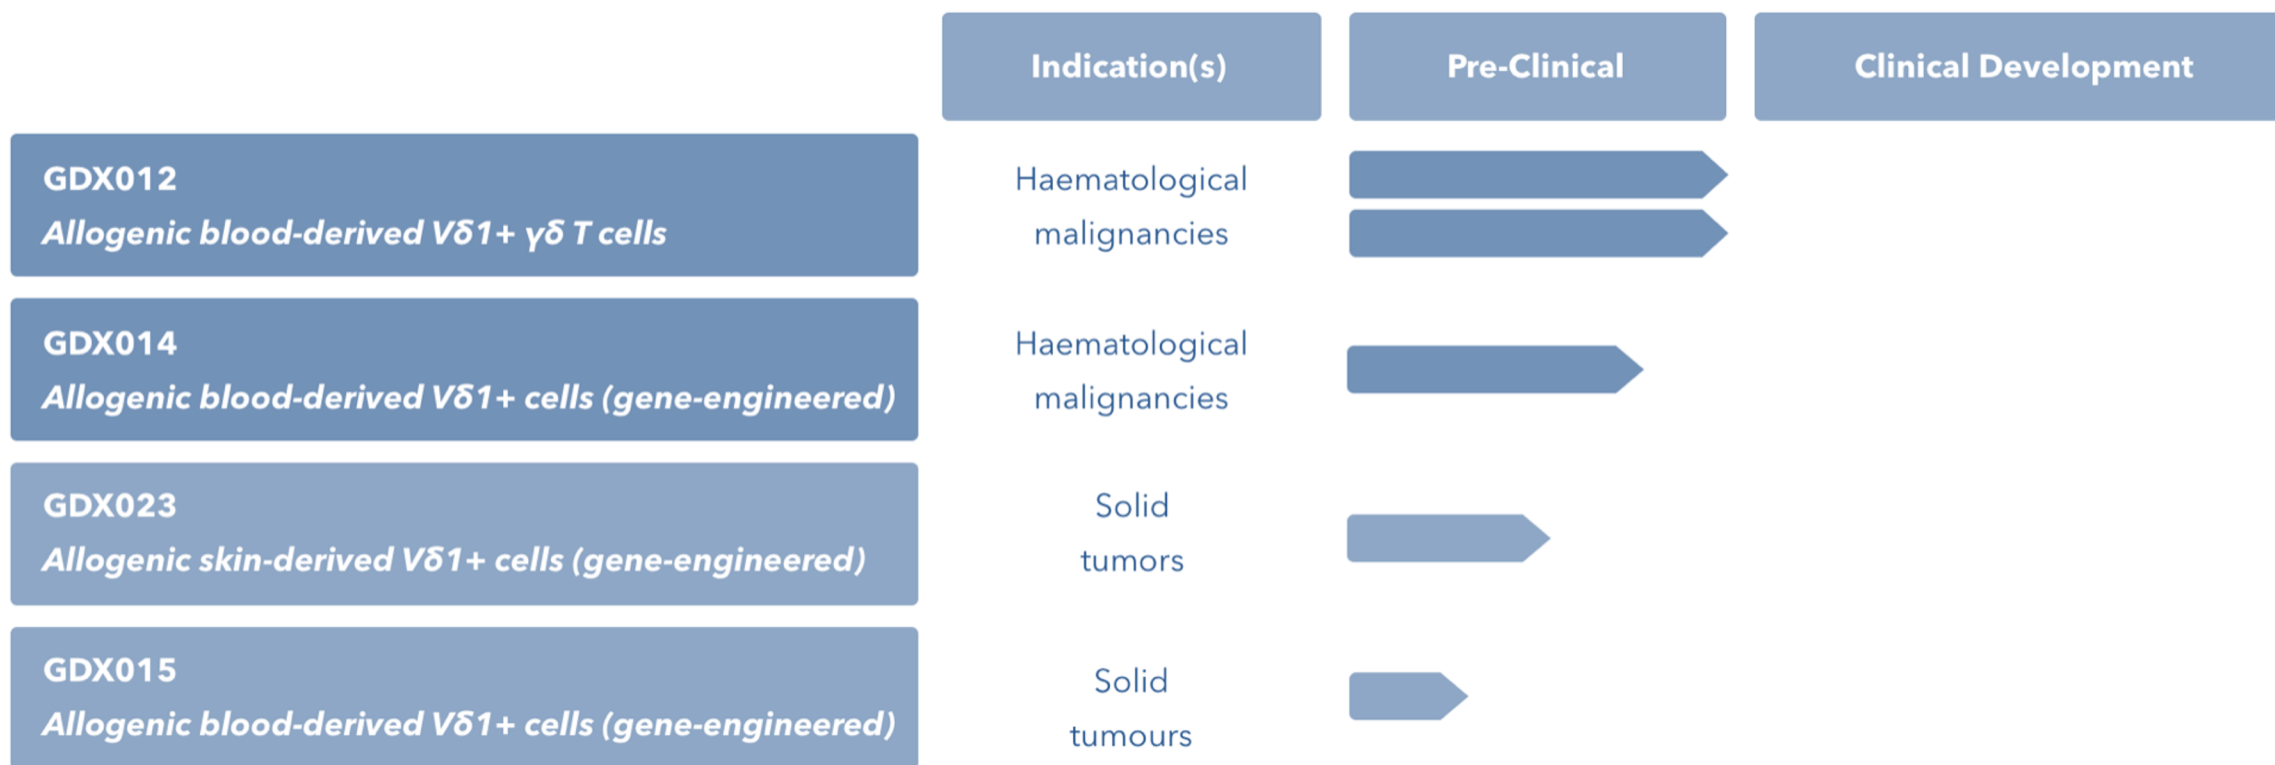 Indication(s) Pre-Clinical Clinical Development
GDX012
Allogenic blood-derived Vδ1+ γδ T cells
Haematological
malignancies
GDX014
Allogenic blood-derived Vδ1+ cells (gene-engineered)
Haematological
malignancies
GDX023
Allogenic skin-derived Vδ1+ cells (gene-engineered)
Solid
tumors
GDX015
Allogenic blood-derived Vδ1+ cells (gene-engineered)
Solid
tumours